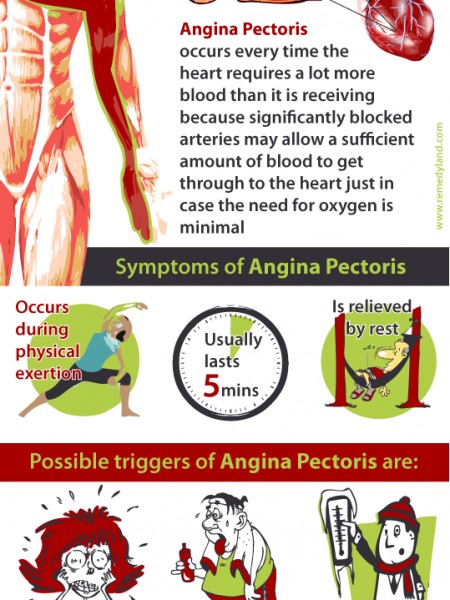 Angina Pectoris
occurs every time the
heart requires a lot more
blood than it is receiving
because significantly blocked
arteries may allow a sufficient
amount of blood to get
through to the heart just in
case the need for oxygen is
minimal
www.remedyland.com
Symptoms of Angina Pectoris
Occurs
during
physical
exertion
Usually
lasts
5 mins
Is relieved
by rest
Possible triggers of Angina Pectoris are: